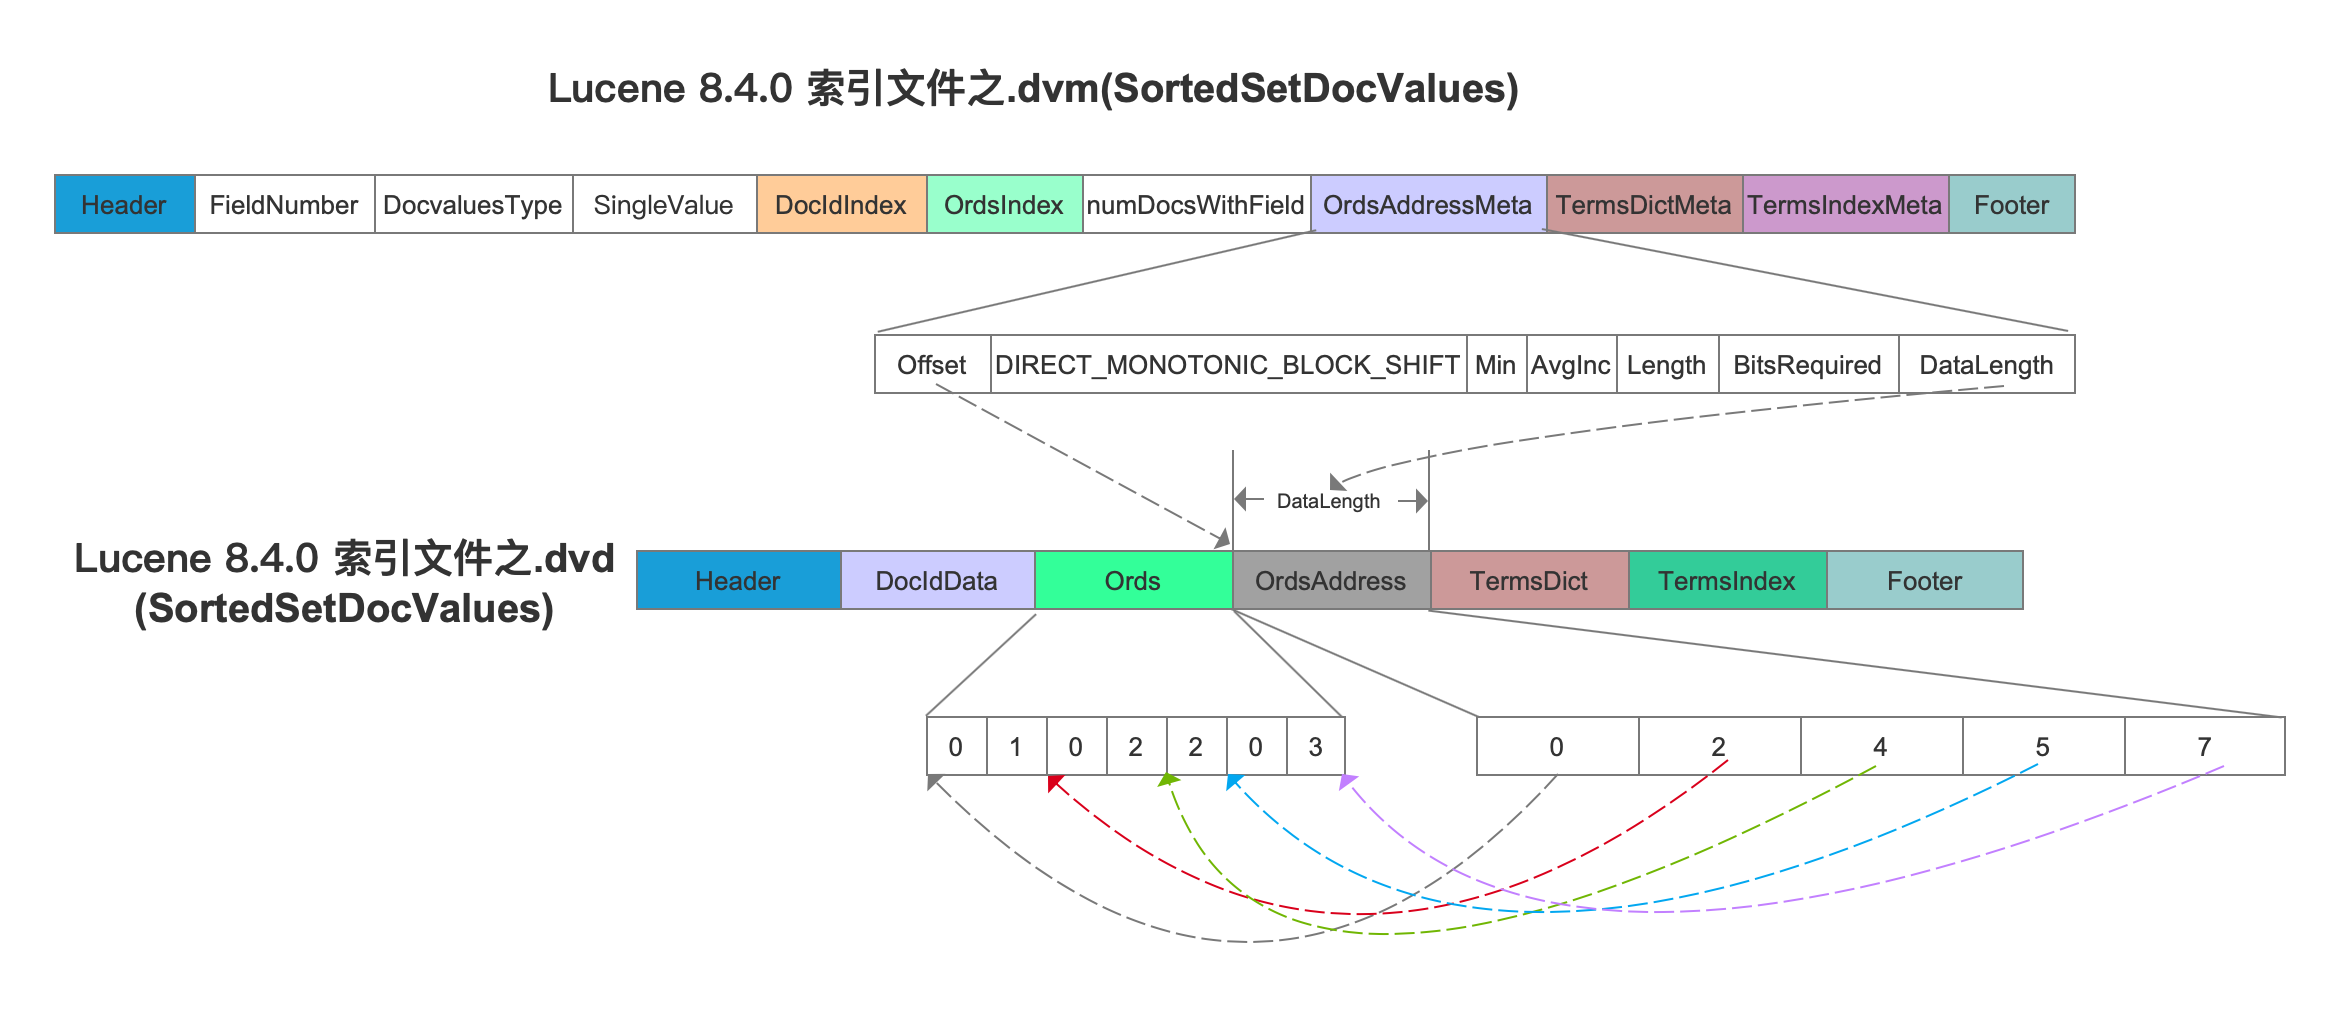 Lucene 8.4.0 索引文件之.dvm(SortedSetDocValues)
Header FieldNumber DocvaluesType SingleValue DocIdIndex OrdsIndex numDocsWithField OrdsAddressMeta TermsDictMeta TermsIndexMeta Footer
Offset DIRECT_MONOTONIC_BLOCK_SHIFT Min AvgInc Length BitsRequired DataLength
DataLength
Lucene 8.4.0 索引文件之.dvd
(SortedSetDocValues)
Header DocIdData Ords OrdsAddress TermsDict TermsIndex Footer
0 1 0 2 2 0 3
0 2 4 5 7